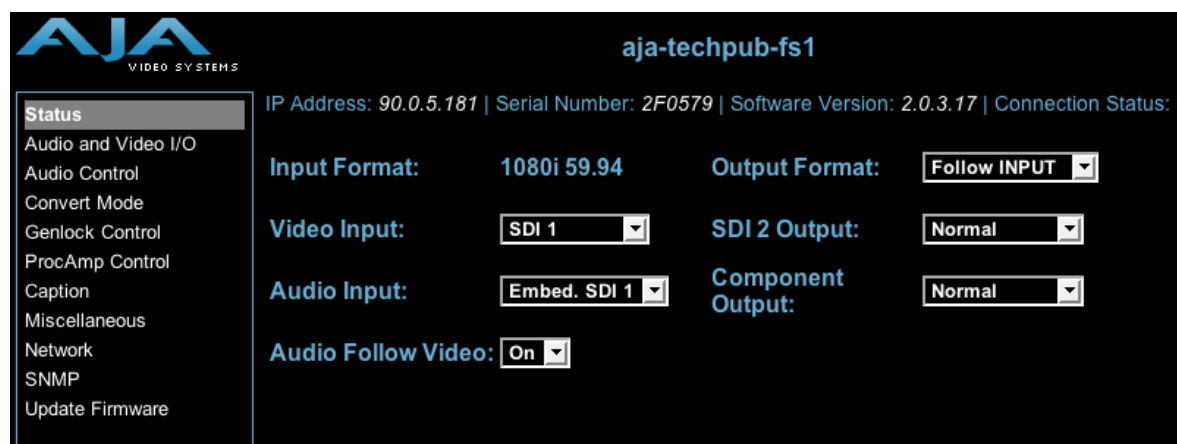 AJA
VIDEO SYSTEMS
aja-techpub-fs1
IP Address: 90.0.5.181 | Serial Number: 2F0579 | Software Version: 2.0.3.17 | Connection Status:
Status
Audio and Video I/O
Audio Control
Convert Mode
Genlock Control
ProcAmp Control
Caption
Miscellaneous
Network
SNMP
Update Firmware
Input Format: 1080i 59.94 Output Format: Follow INPUT
Video Input: SDI 1 SDI 2 Output: Normal
Audio Input: Embed. SDI 1 Component
Output: Normal
Audio Follow Video: On